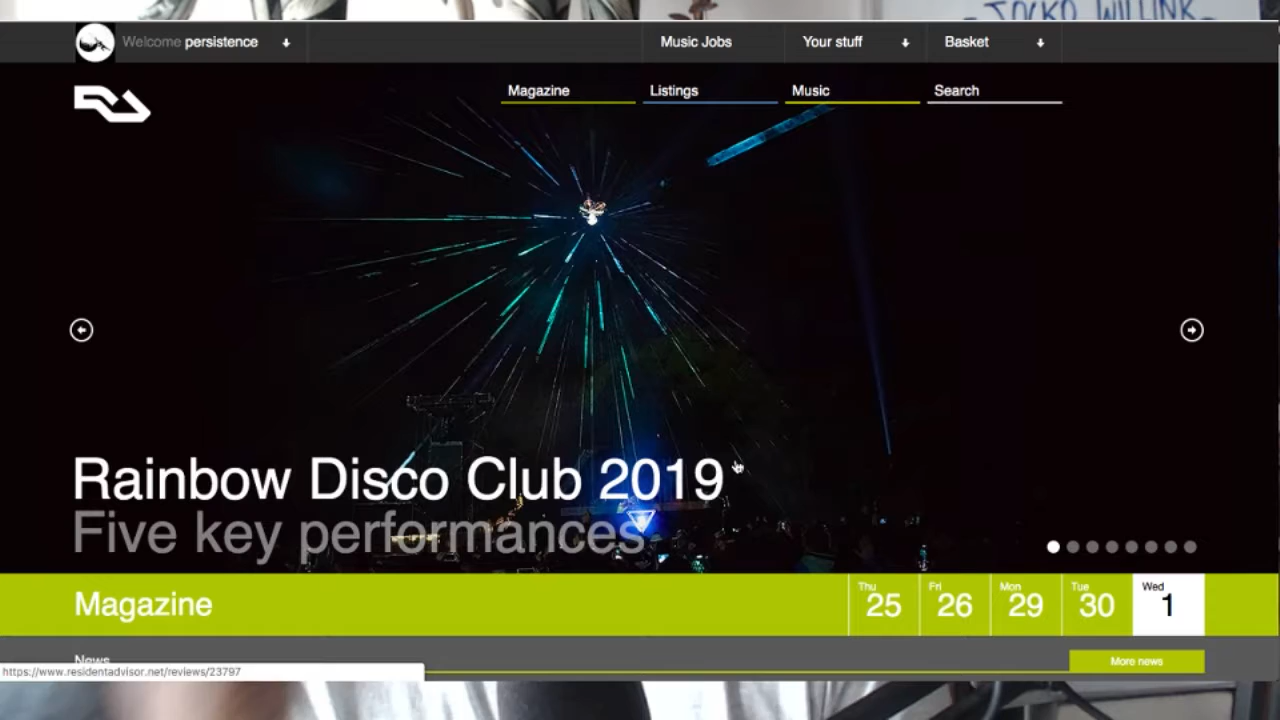 JOCKO WILLINK
Welcome persistence
Music Jobs
Your stuff
Basket
Magazine
Listings
Music
Search
Rainbow Disco Club 2019
Five key performances
Magazine
Thu
25
Fri
26
Mon
29
Tue
30
Wed
1
News
More news
https://www.residentadvisor.net/reviews/23797